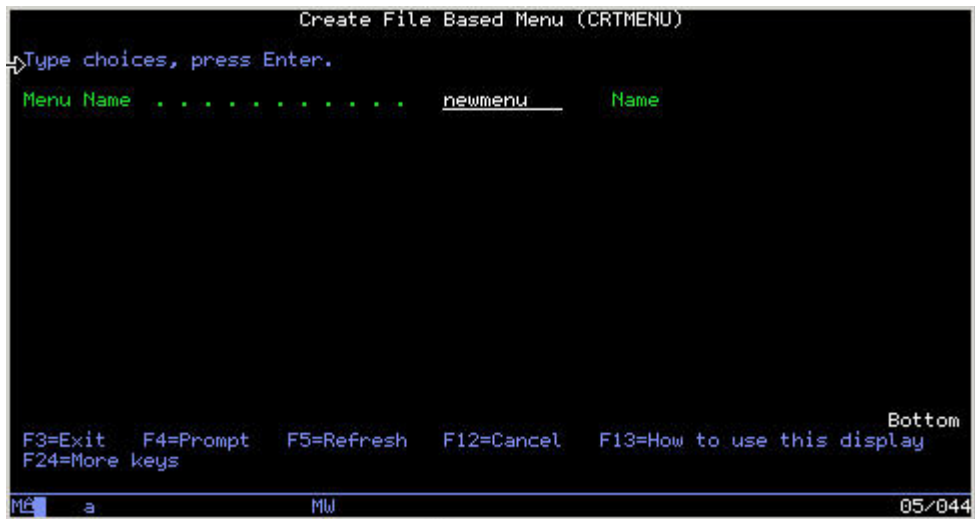 Create File Based Menu (CRTMENU)
Type choices, press Enter.
Menu Name . . . . . . . . . . . . newmenu Name
Bottom
F3=Exit F4=Prompt F5=Refresh F12=Cancel F13=How to use this display
F24=More keys
a MW 05/044